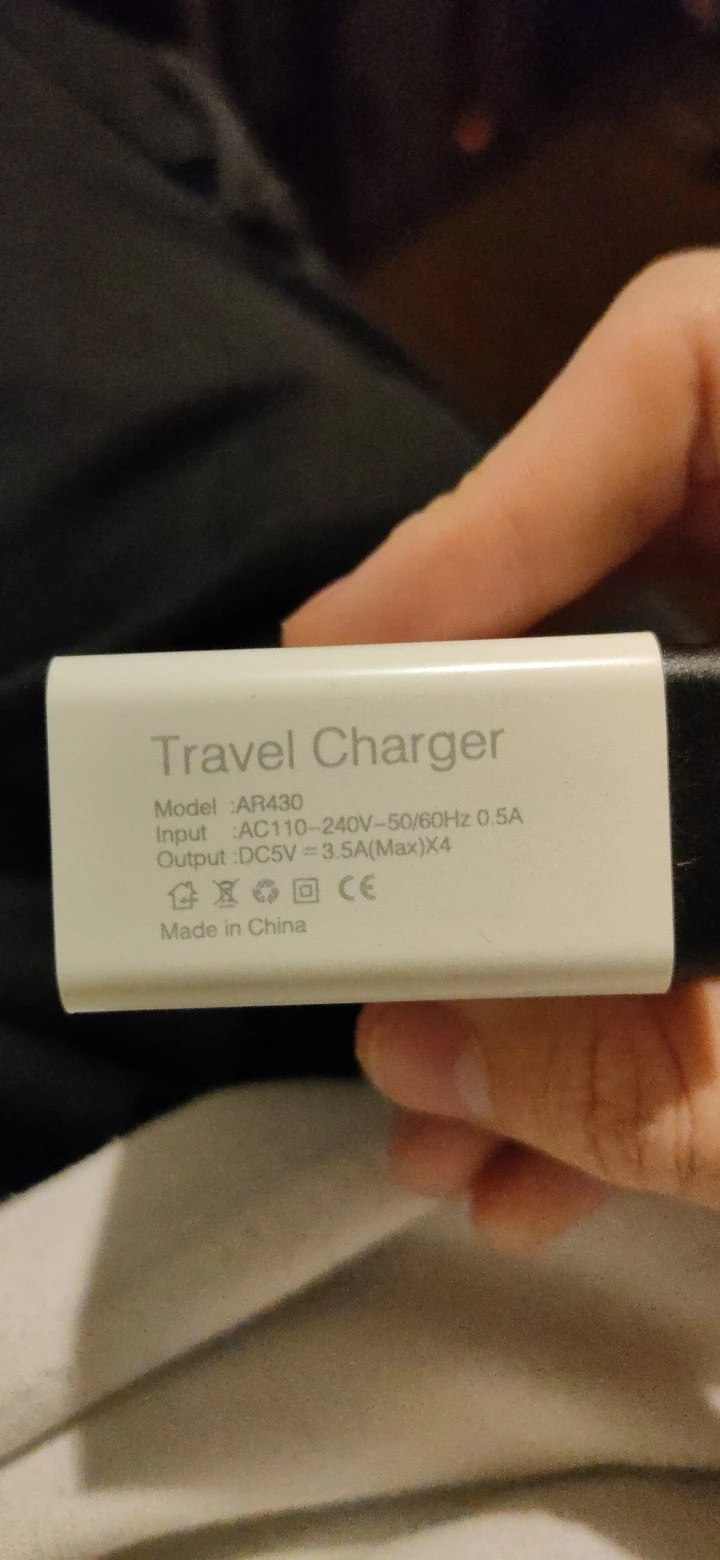 Travel Charger
Model :AR430
Input :AC110-240V~50/60Hz 0.5A
Output :DC5V⎓3.5A(Max)X4
CE
Made in China